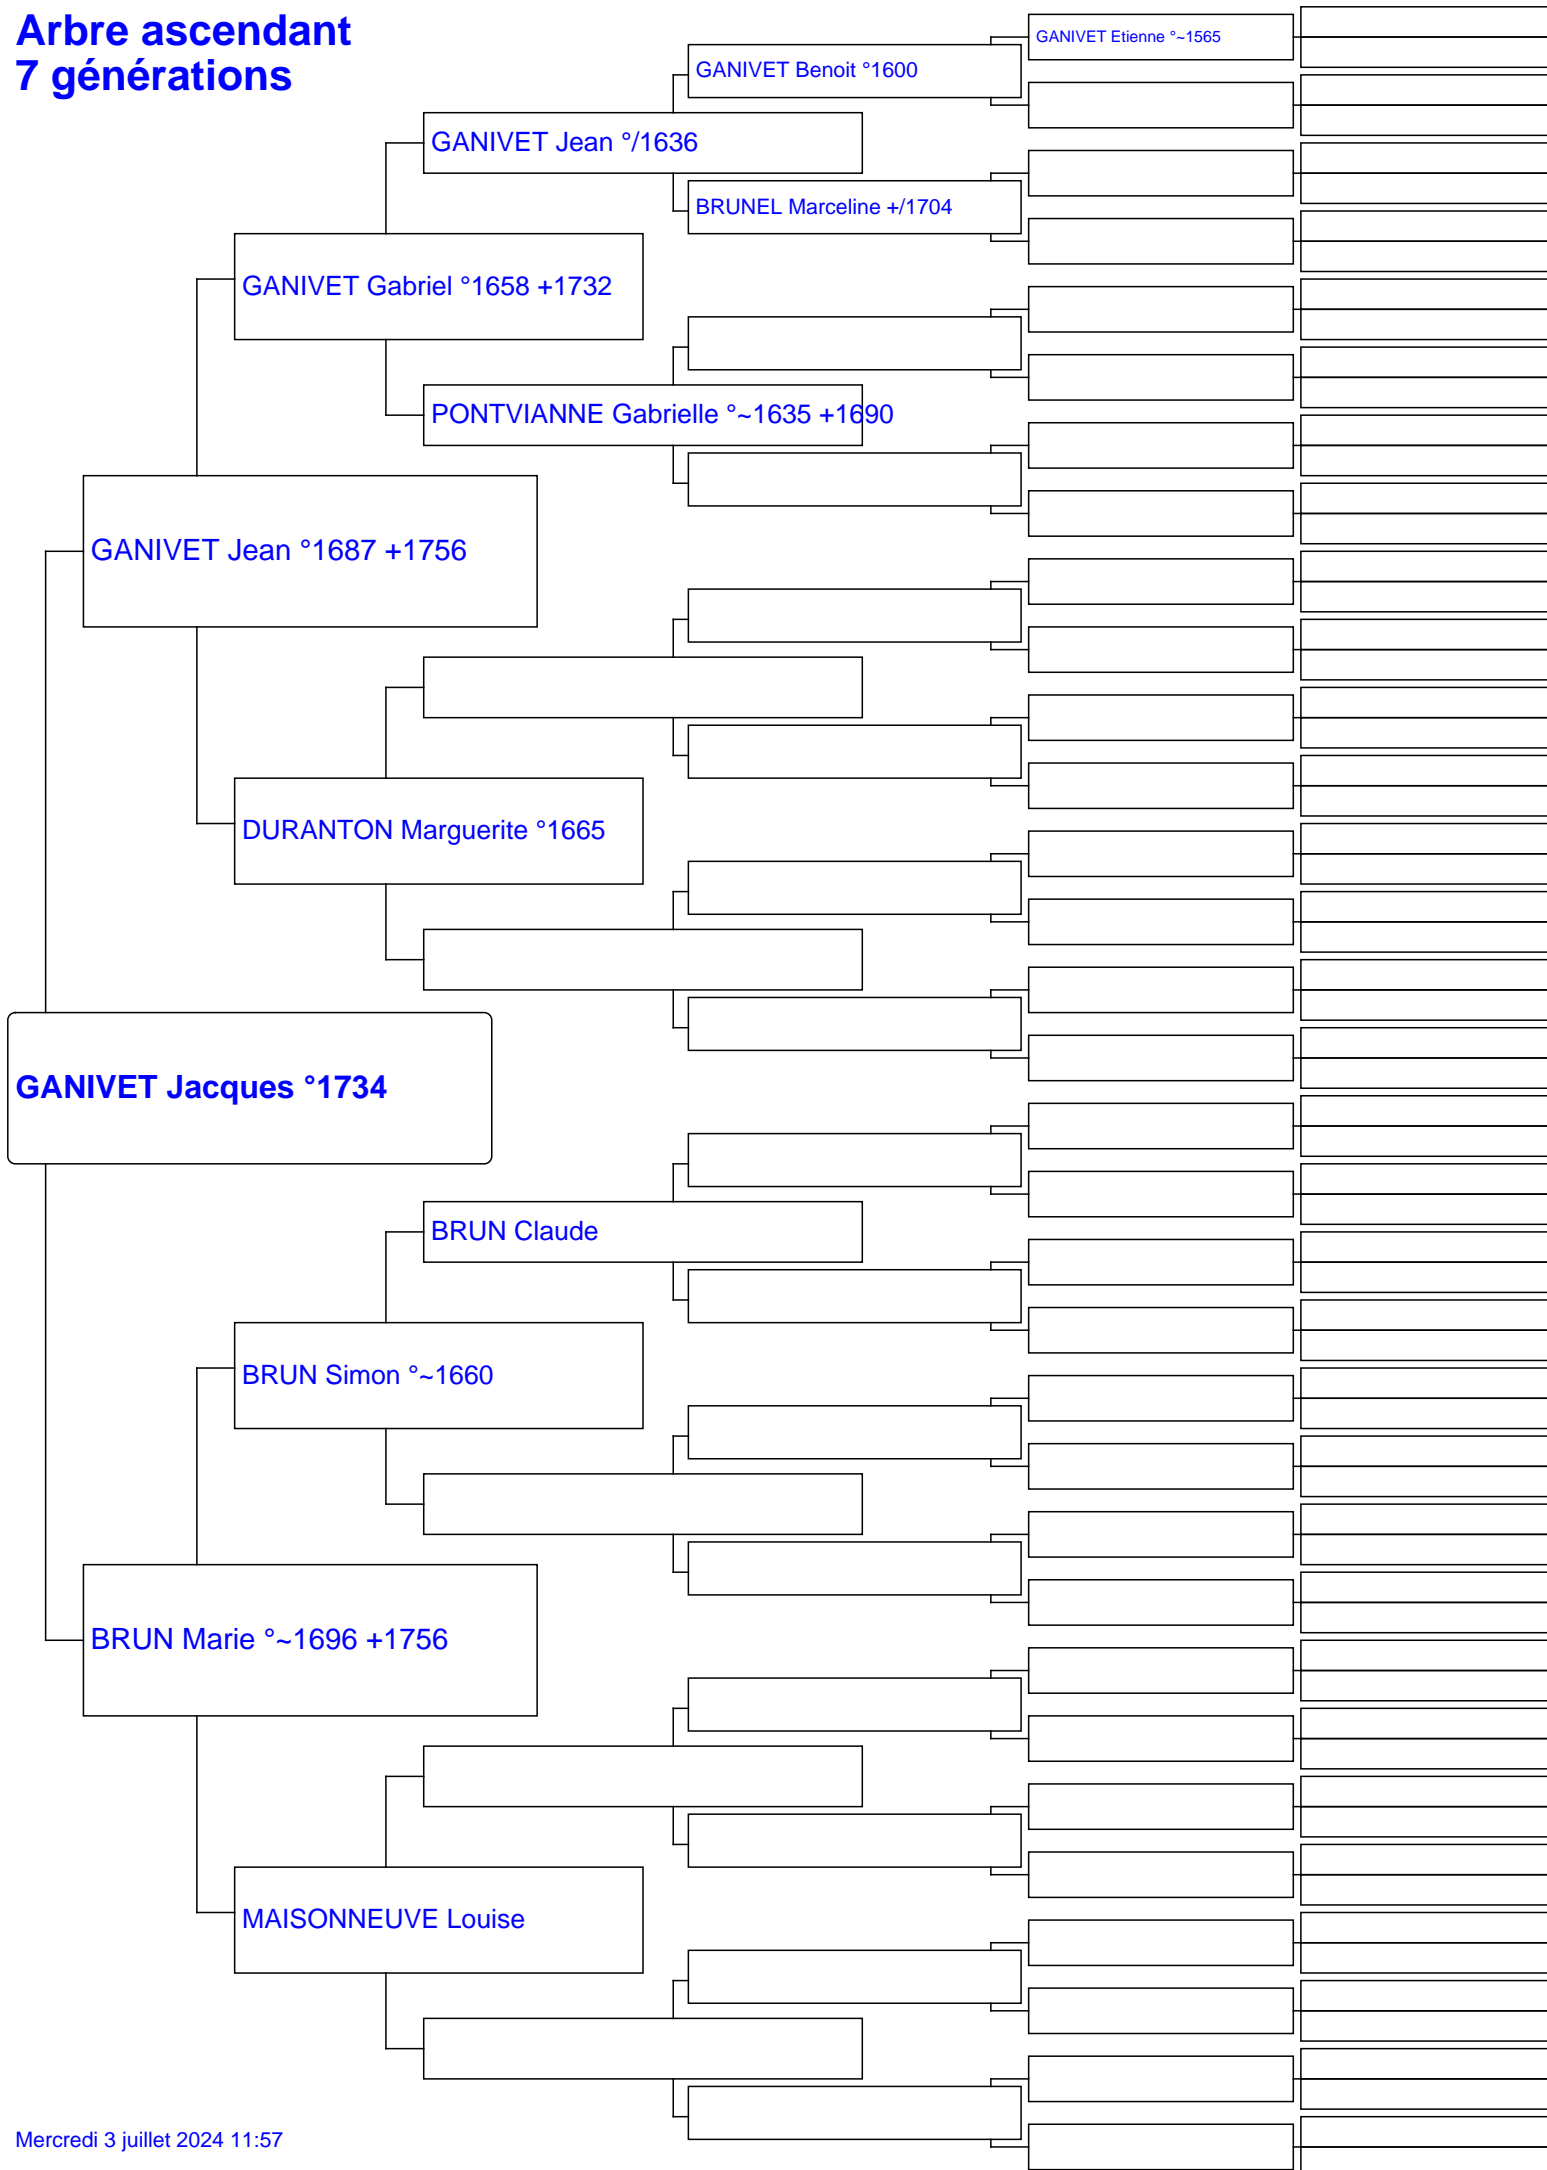 Arbre ascendant
7 générations
GANIVET Etienne °~1565
GANIVET Benoit °1600
GANIVET Jean °/1636
BRUNEL Marceline +/1704
GANIVET Gabriel °1658 +1732
PONTVIANNE Gabrielle °~1635 +1690
GANIVET Jean °1687 +1756
DURANTON Marguerite °1665
GANIVET Jacques °1734
BRUN Claude
BRUN Simon °~1660
BRUN Marie °~1696 +1756
MAISONNEUVE Louise
Mercredi 3 juillet 2024 11:57